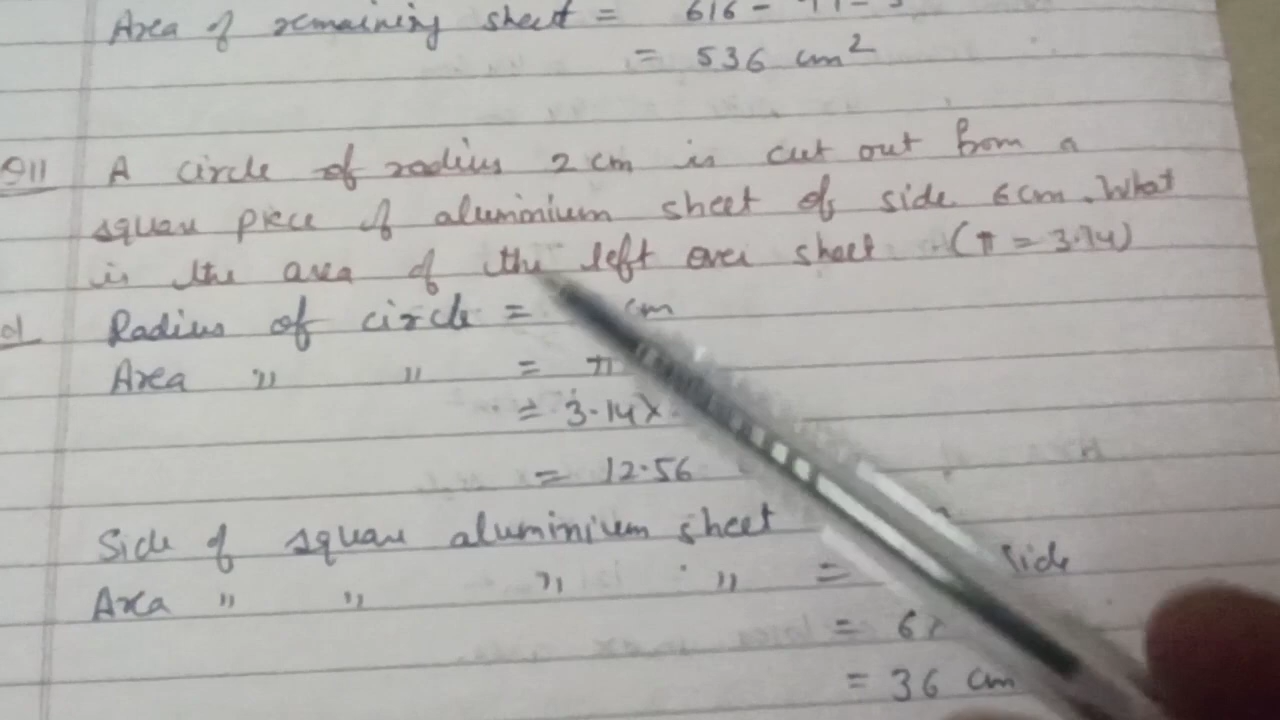 Area of remaining sheet = 616 -
= 536 cm²
Q11 A circle of radius 2 cm is cut out from a
square piece of aluminium sheet of side 6cm. What
is the area of the left over sheet (π = 3.14)
Radius of circle = cm
Area " " = π
= 3.14×
= 12.56
Side of square aluminium sheet
Area " " " " = side
= 6×
= 36 cm